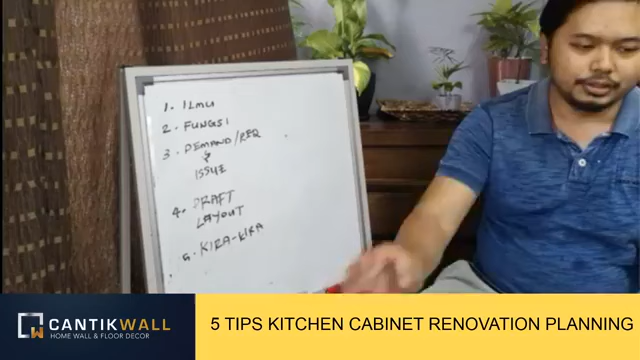 1. ILMU
2. FUNGSI
3. DEMAND/REQ
& ISSUE
4. DRAFT
LAYOUT
5. KIRA-KIRA
CANTIKWALL
HOME WALL & FLOOR DECOR
5 TIPS KITCHEN CABINET RENOVATION PLANNING